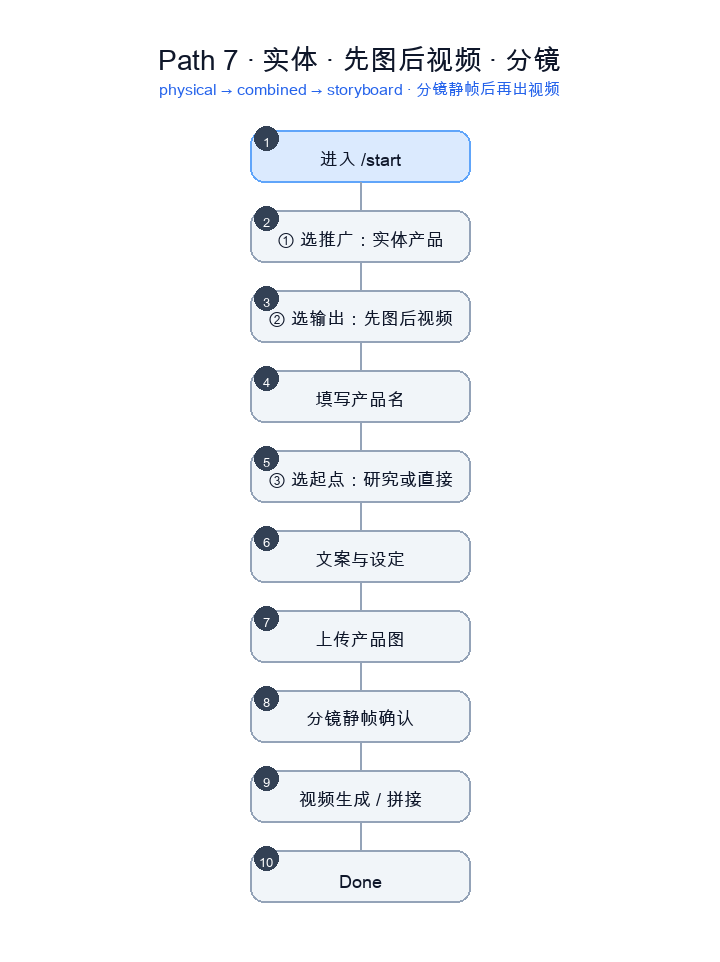 Path 7 · 实体 · 先图后视频 · 分镜
physical → combined → storyboard · 分镜静帧后再出视频
1
进入 /start
2
① 选推广：实体产品
3
② 选输出：先图后视频
4
填写产品名
5
③ 选起点：研究或直接
6
文案与设定
7
上传产品图
8
分镜静帧确认
9
视频生成 / 拼接
10
Done